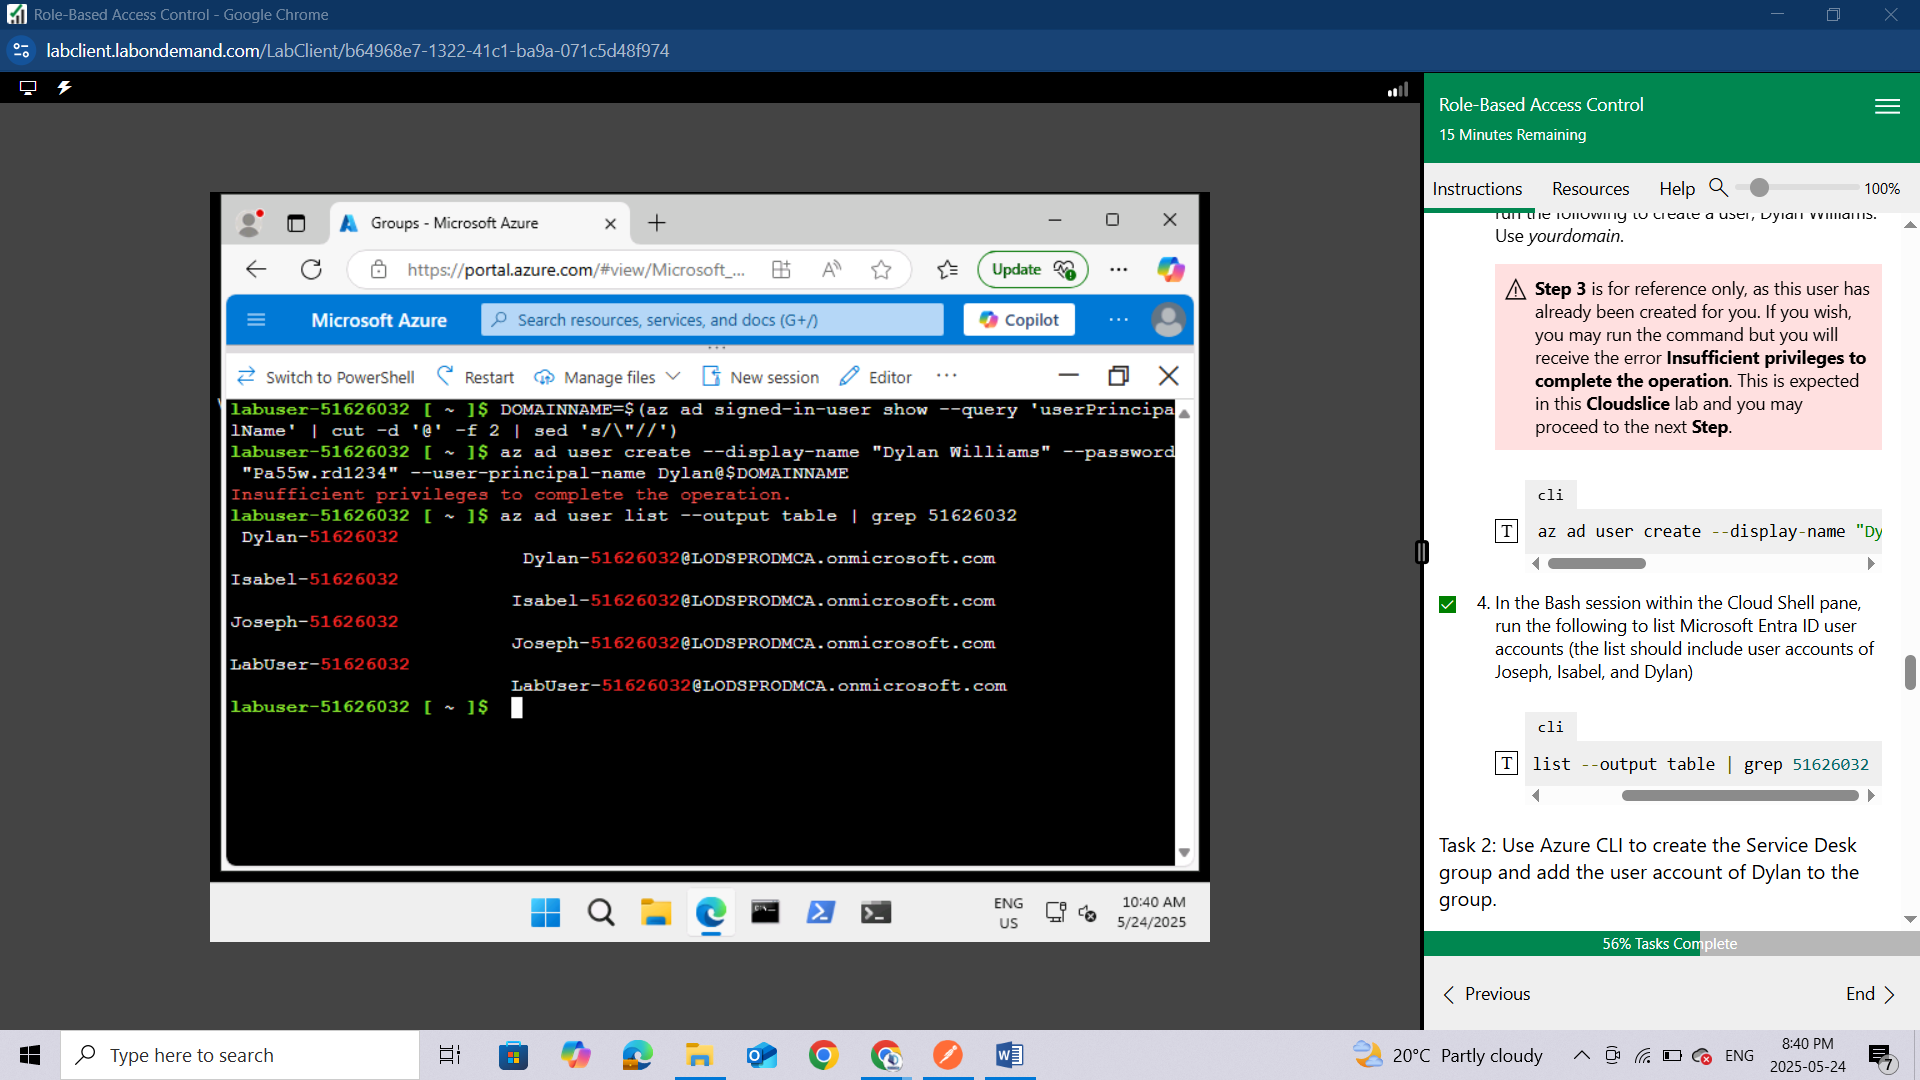 Role-Based Access Control - Google Chrome
labclient.labondemand.com/LabClient/b64968e7-1322-41c1-ba9a-071c5d48f974
Role-Based Access Control
15 Minutes Remaining
Instructions Resources Help 100%
run the following to create a user, Dylan Williams.
Use yourdomain.
Step 3 is for reference only, as this user has
already been created for you. If you wish,
you may run the command but you will
receive the error Insufficient privileges to
complete the operation. This is expected
in this Cloudslice lab and you may
proceed to the next Step.
cli
T az ad user create --display-name "Dy
4. In the Bash session within the Cloud Shell pane,
run the following to list Microsoft Entra ID user
accounts (the list should include user accounts of
Joseph, Isabel, and Dylan)
cli
T list --output table | grep 51626032
Task 2: Use Azure CLI to create the Service Desk
group and add the user account of Dylan to the
group.
56% Tasks Complete
Previous End
Groups - Microsoft Azure
https://portal.azure.com/#view/Microsoft_... Update
Microsoft Azure Search resources, services, and docs (G+/) Copilot
Switch to PowerShell Restart Manage files New session Editor
labuser-51626032 [ ~ ]$ DOMAINNAME=$(az ad signed-in-user show --query 'userPrincipa
lName' | cut -d '@' -f 2 | sed 's/\"//')
labuser-51626032 [ ~ ]$ az ad user create --display-name "Dylan Williams" --password
"Pa55w.rd1234" --user-principal-name Dylan@$DOMAINNAME
Insufficient privileges to complete the operation.
labuser-51626032 [ ~ ]$ az ad user list --output table | grep 51626032
Dylan-51626032
Dylan-51626032@LODSPRODMCA.onmicrosoft.com
Isabel-51626032
Isabel-51626032@LODSPRODMCA.onmicrosoft.com
Joseph-51626032
Joseph-51626032@LODSPRODMCA.onmicrosoft.com
LabUser-51626032
LabUser-51626032@LODSPRODMCA.onmicrosoft.com
labuser-51626032 [ ~ ]$
ENG
US
10:40 AM
5/24/2025
Type here to search
20°C Partly cloudy
ENG
8:40 PM
2025-05-24
7